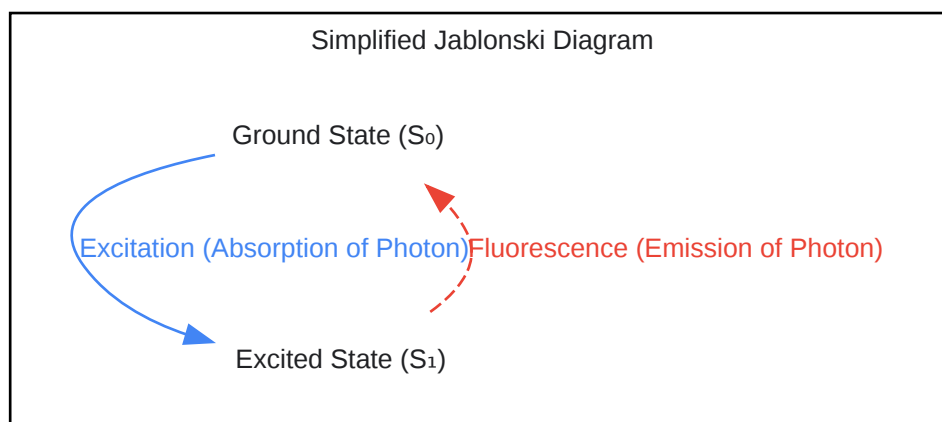 Simplified Jablonski Diagram
Ground State (S₀)
Excitation (Absorption of Photon)
Fluorescence (Emission of Photon)
Excited State (S₁)